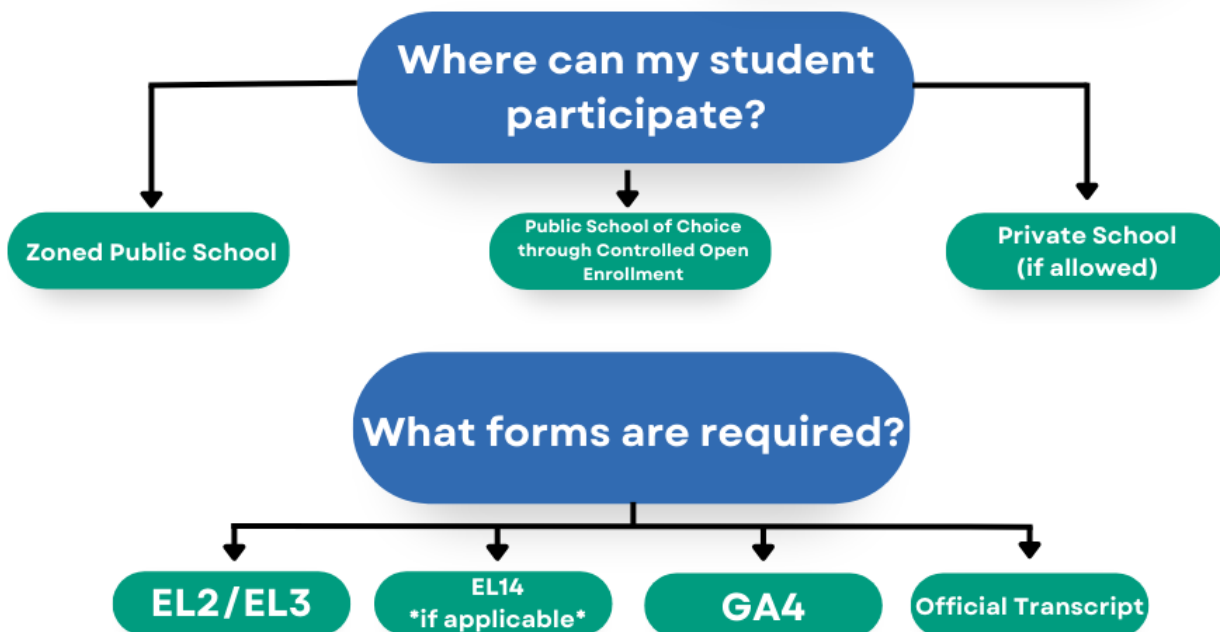 Where can my student
participate?
Zoned Public School
Public School of Choice
through Controlled Open
Enrollment
Private School
(if allowed)
What forms are required?
EL2/EL3
EL14
*if applicable*
GA4
Official Transcript